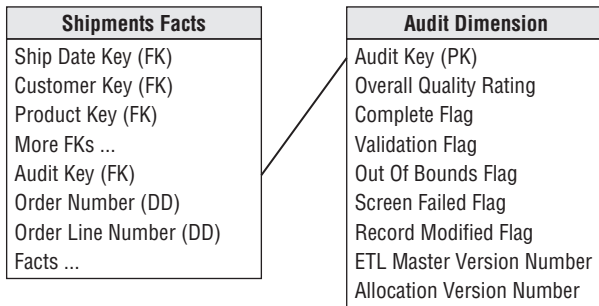 Shipments Facts
Ship Date Key (FK)
Customer Key (FK)
Product Key (FK)
More FKs ...
Audit Key (FK)
Order Number (DD)
Order Line Number (DD)
Facts ...
Audit Dimension
Audit Key (PK)
Overall Quality Rating
Complete Flag
Validation Flag
Out Of Bounds Flag
Screen Failed Flag
Record Modified Flag
ETL Master Version Number
Allocation Version Number